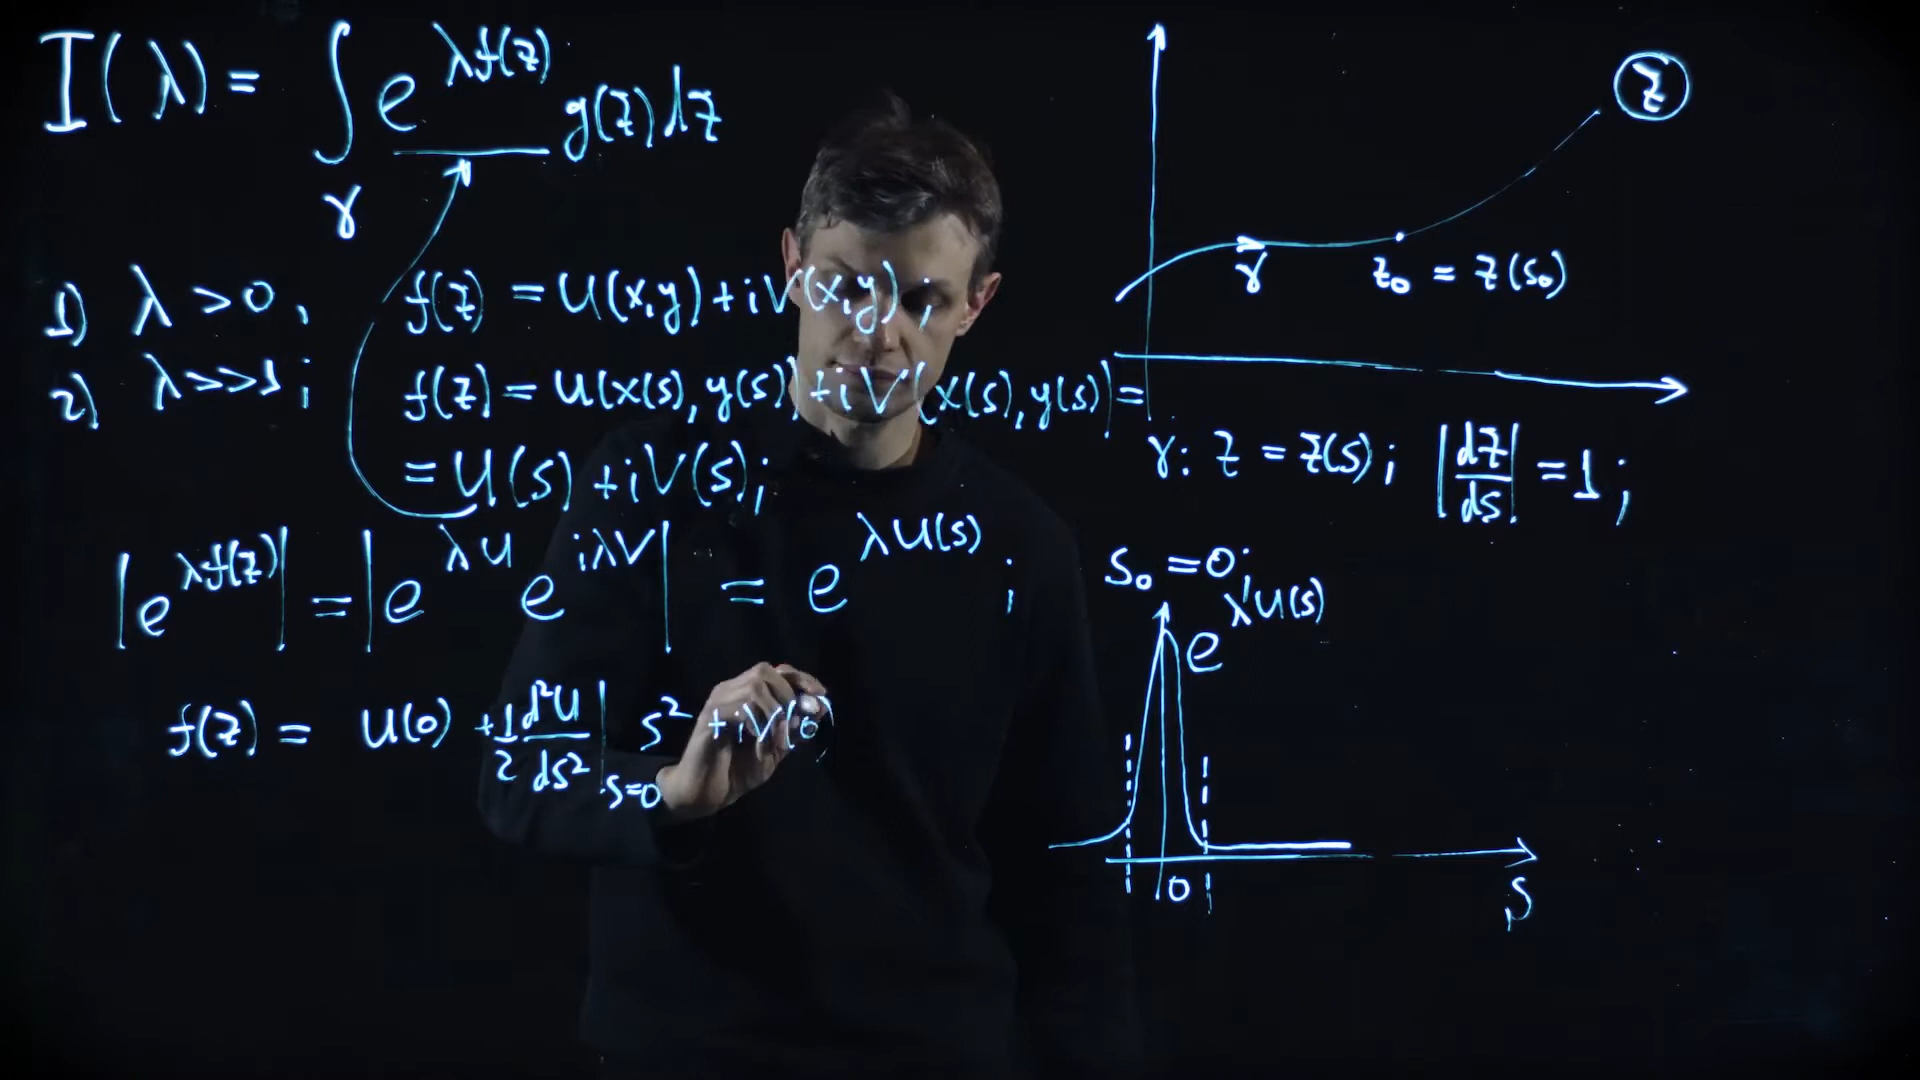 I(λ) = ∫_γ e^{λf(z)} g(z) dz
1) λ > 0,
2) λ >> 1;
f(z) = U(x,y) + iV(x,y);
f(z) = U(x(s), y(s)) + iV(x(s), y(s)) =
= U(s) + iV(s);
|e^{λf(z)}| = |e^{λU} e^{iλV}| = e^{λU(s)};
f(z) = U(0) + 1/2 d²U/ds²|_{s=0} s² + iV(0)
z
γ
z₀ = z(s₀)
γ: z = z(s); |dz/ds| = 1;
s₀ = 0;
e^{λU(s)}
0
s